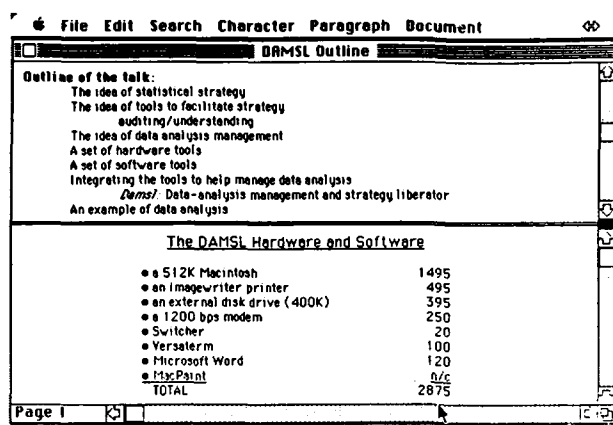 File Edit Search Character Paragraph Document
DAMSL Outline
Outline of the talk:
The idea of statistical strategy
The idea of tools to facilitate strategy
auditing/understanding
The idea of data analysis management
A set of hardware tools
A set of software tools
Integrating the tools to help manage data analysis
Damsl: Data-analysis management and strategy liberator
An example of data analysis
The DAMSL Hardware and Software
• a 512K Macintosh 1495
• an Imagewriter printer 495
• an external disk drive (400K) 395
• a 1200 bps modem 250
• Switcher 20
• Versaterm 100
• Microsoft Word 120
• MacPaint n/c
TOTAL 2875
Page 1